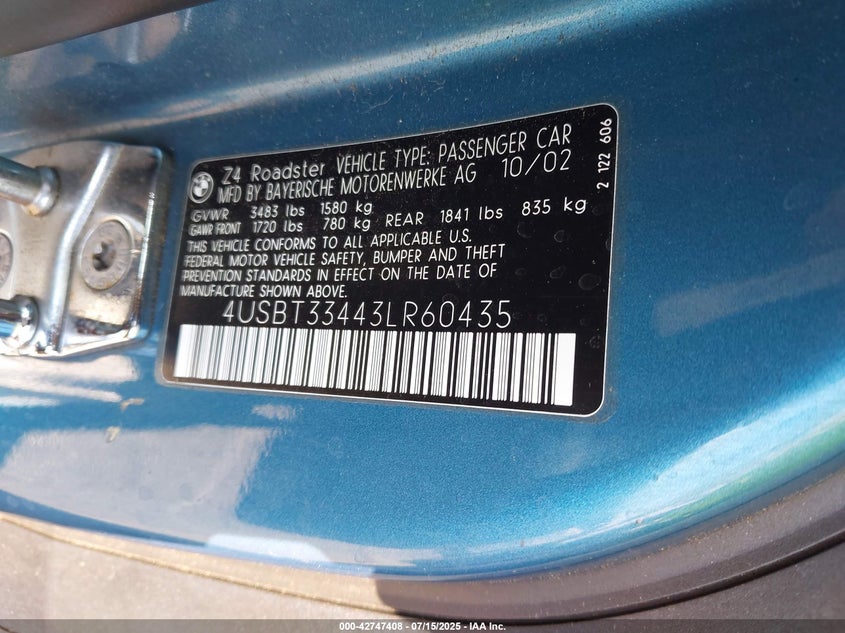 BMW
Z4 Roadster VEHICLE TYPE: PASSENGER CAR
MFD BY BAYERISCHE MOTORENWERKE AG 10/02
GVWR 3483 lbs 1580 kg
GAWR FRONT 1720 lbs 780 kg REAR 1841 lbs 835 kg
THIS VEHICLE CONFORMS TO ALL APPLICABLE U.S.
FEDERAL MOTOR VEHICLE SAFETY, BUMPER AND THEFT
PREVENTION STANDARDS IN EFFECT ON THE DATE OF
MANUFACTURE SHOWN ABOVE.
4USBT33443LR60435
2 122 606
000-42747408 - 07/15/2025 - IAA Inc.